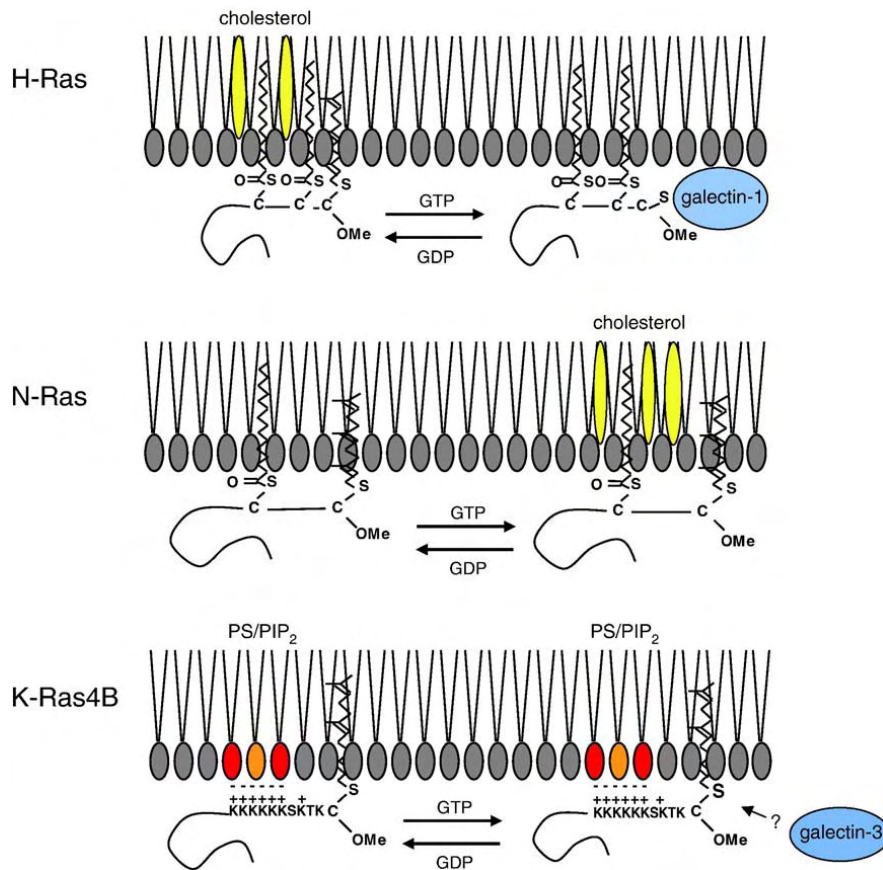 cholesterol
H-Ras
O S O S S
C C C
OMe
GTP
GDP
O S O S S
C C C
OMe
galectin-1
cholesterol
N-Ras
O S S
C C
OMe
GTP
GDP
O S S
C C
OMe
PS/PIP2
PS/PIP2
K-Ras4B
S
++++++ +
KKKKKKSKTK C
OMe
GTP
GDP
S
++++++ +
KKKKKKSKTK C
OMe
?
galectin-3